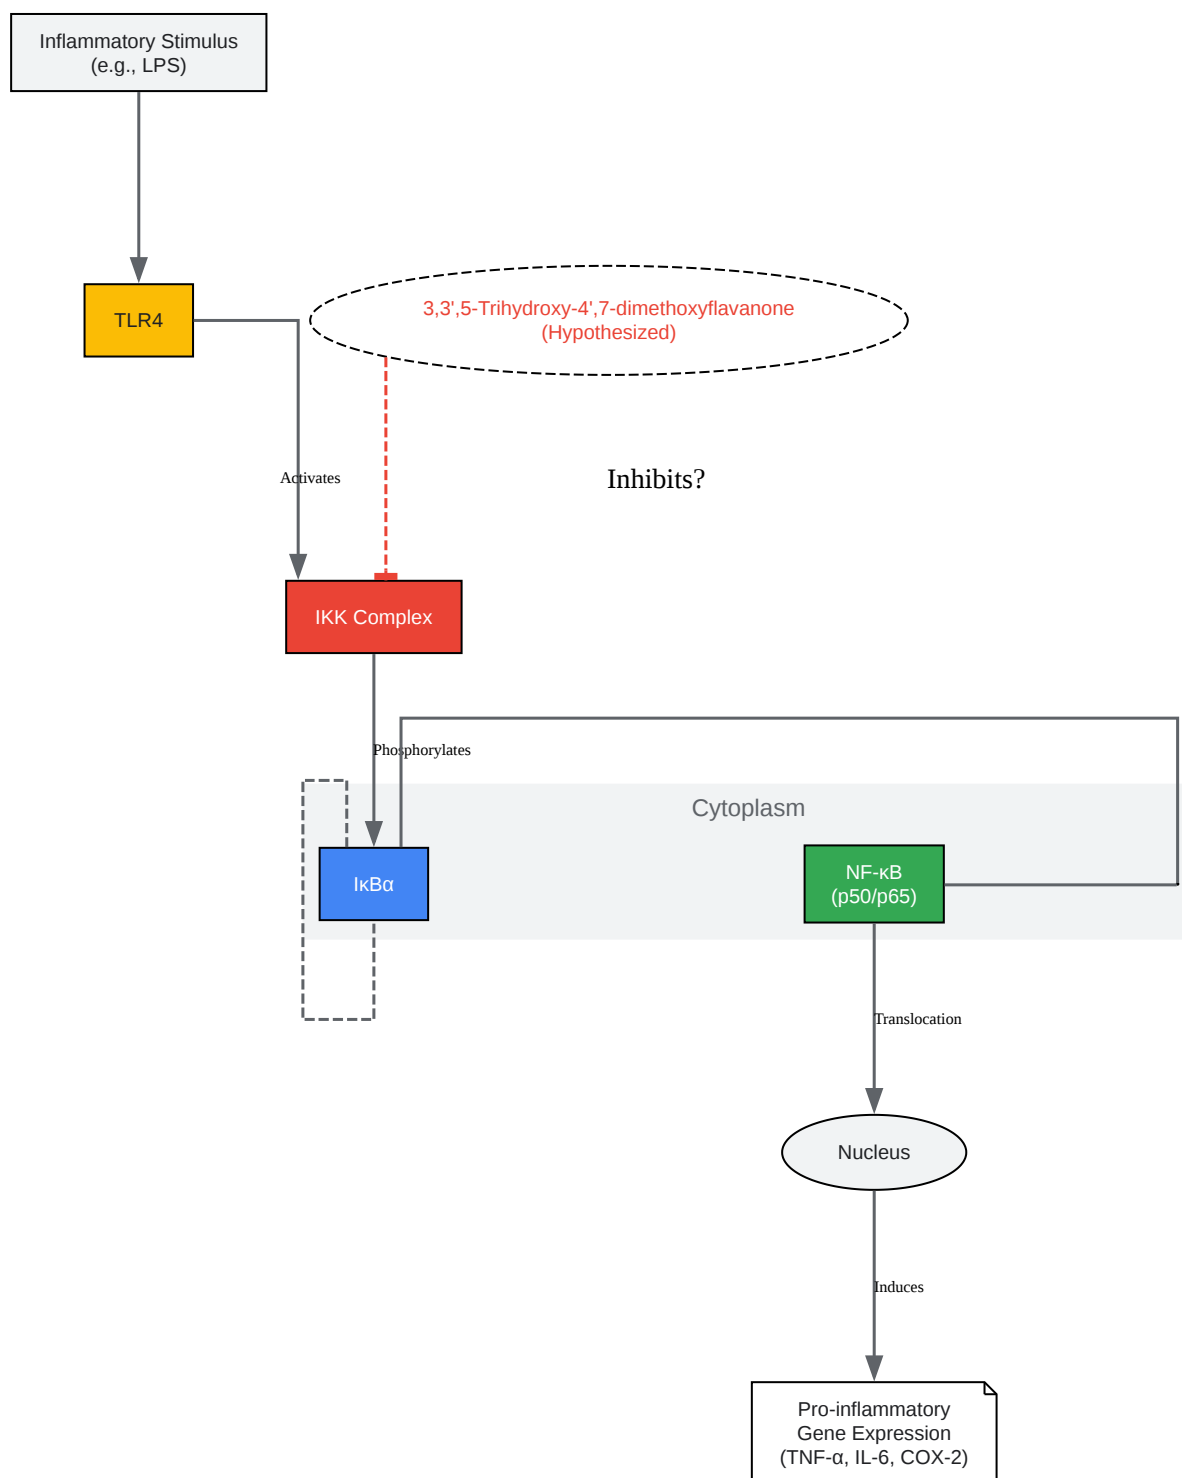 Inflammatory Stimulus
(e.g., LPS)
TLR4
3,3',5-Trihydroxy-4',7-dimethoxyflavanone
(Hypothesized)
Activates
Inhibits?
IKK Complex
Phosphorylates
Cytoplasm
IκBα
NF-κB
(p50/p65)
Translocation
Nucleus
Induces
Pro-inflammatory
Gene Expression
(TNF-α, IL-6, COX-2)